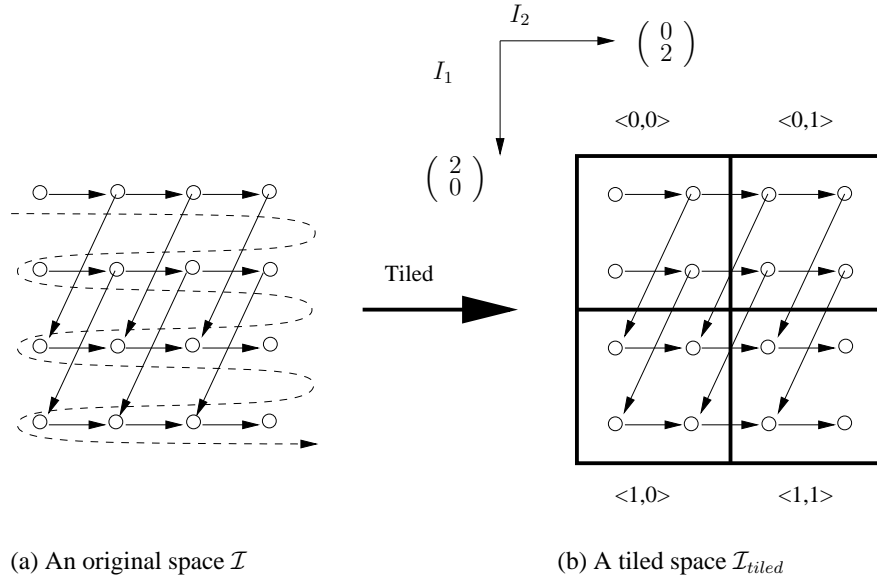 I₂
( 0 2 )
I₁
( 2 0 )
<0,0> <0,1>
Tiled
<1,0> <1,1>
(a) An original space ℐ
(b) A tiled space ℐ_tiled